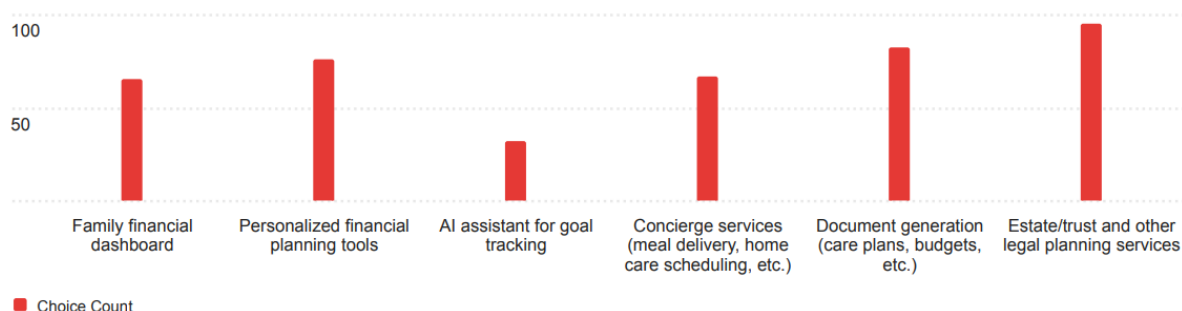 100
50
Family financial
dashboard
Personalized financial
planning tools
AI assistant for goal
tracking
Concierge services
(meal delivery, home
care scheduling, etc.)
Document generation
(care plans, budgets,
etc.)
Estate/trust and other
legal planning services
Choice Count